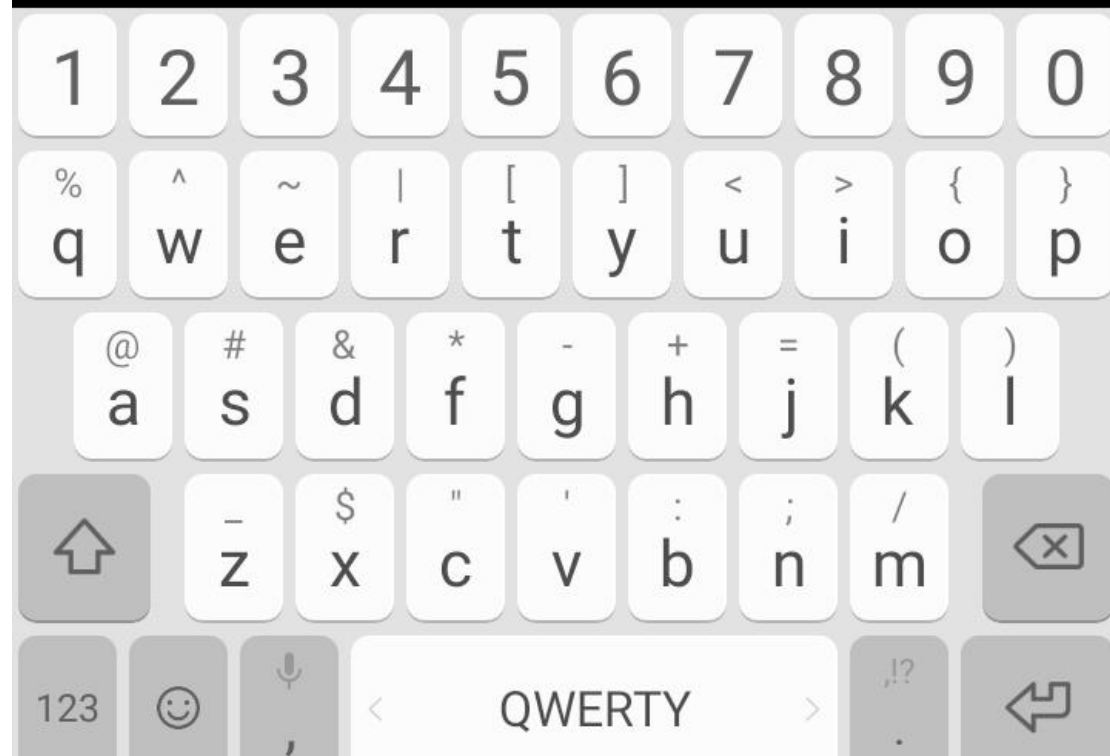 1 2 3 4 5 6 7 8 9 0
% ^ ~ | [ ] < > { }
q w e r t y u i o p
@ # & * - + = ( )
a s d f g h j k l
_ $ " ' : ; /
z x c v b n m
,!?
123 , < QWERTY > .